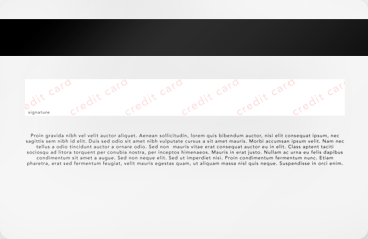 credit card credit card credit card credit card
signature
Proin gravida nibh vel velit auctor aliquet. Aenean sollicitudin, lorem quis bibendum auctor, nisi elit consequat ipsum, nec
sagittis sem nibh id elit. Duis sed odio sit amet nibh vulputate cursus a sit amet mauris. Morbi accumsan ipsum velit. Nam nec
tellus a odio tincidunt auctor a ornare odio. Sed non mauris vitae erat consequat auctor eu in elit. Class aptent taciti
sociosqu ad litora torquent per conubia nostra, per inceptos himenaeos. Mauris in erat justo. Nullam ac urna eu felis dapibus
condimentum sit amet a augue. Sed non neque elit. Sed ut imperdiet nisi. Proin condimentum fermentum nunc. Etiam
pharetra, erat sed fermentum feugiat, velit mauris egestas quam, ut aliquam massa nisl quis neque. Suspendisse in orci enim.